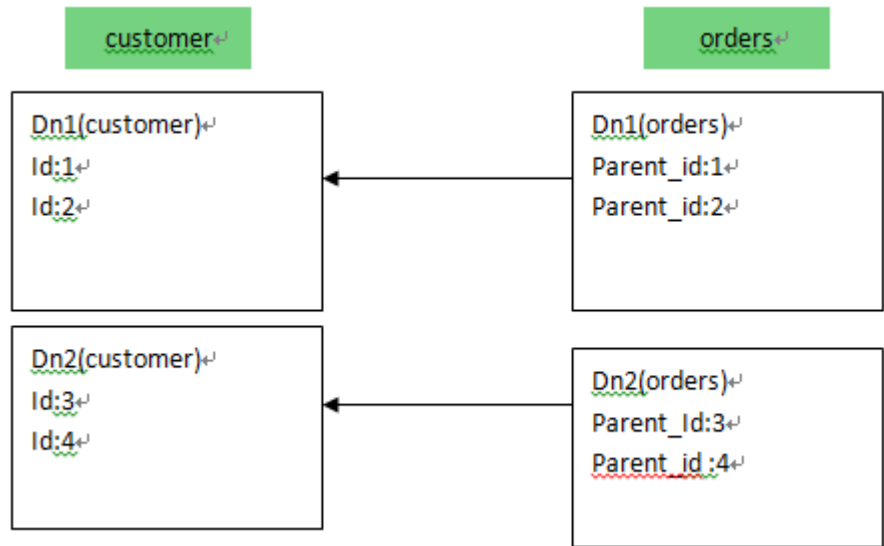 customer↵
orders↵
Dn1(customer)↵
Id:1↵
Id:2↵
Dn1(orders)↵
Parent_id:1↵
Parent_id:2↵
Dn2(customer)↵
Id:3↵
Id:4↵
Dn2(orders)↵
Parent_Id:3↵
Parent_id :4↵